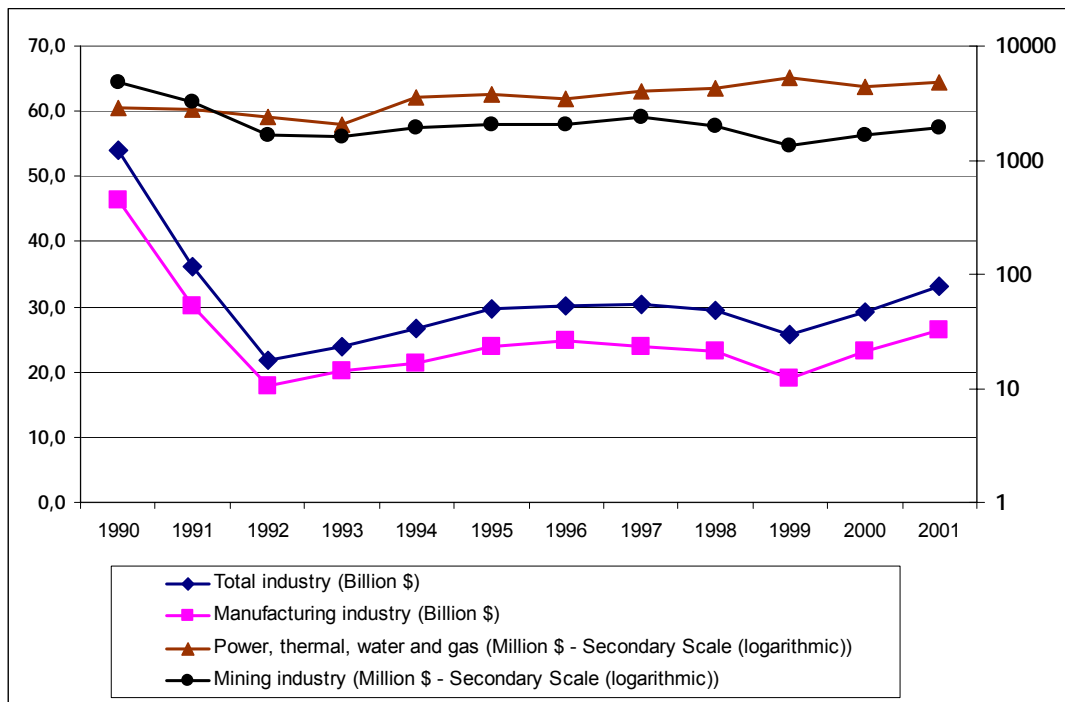 70,0
60,0
50,0
40,0
30,0
20,0
10,0
0,0
10000
1000
100
10
1
1990 1991 1992 1993 1994 1995 1996 1997 1998 1999 2000 2001
Total industry (Billion $)
Manufacturing industry (Billion $)
Power, thermal, water and gas (Million $ - Secondary Scale (logarithmic))
Mining industry (Million $ - Secondary Scale (logarithmic))